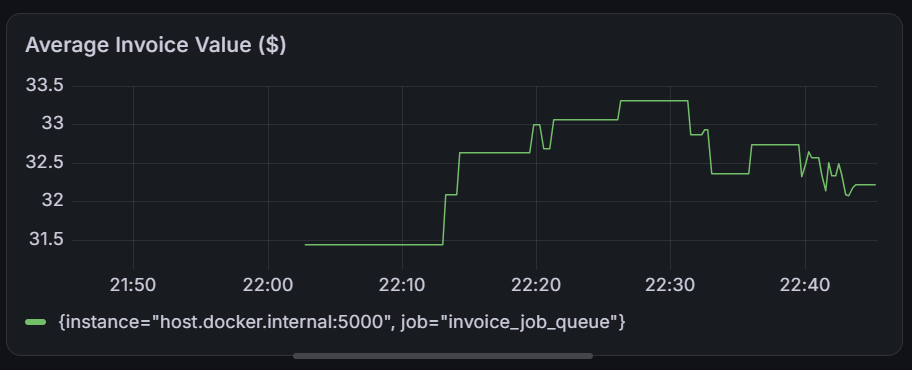 Average Invoice Value ($)
33.5
33
32.5
32
31.5
21:50 22:00 22:10 22:20 22:30 22:40
{instance="host.docker.internal:5000", job="invoice_job_queue"}